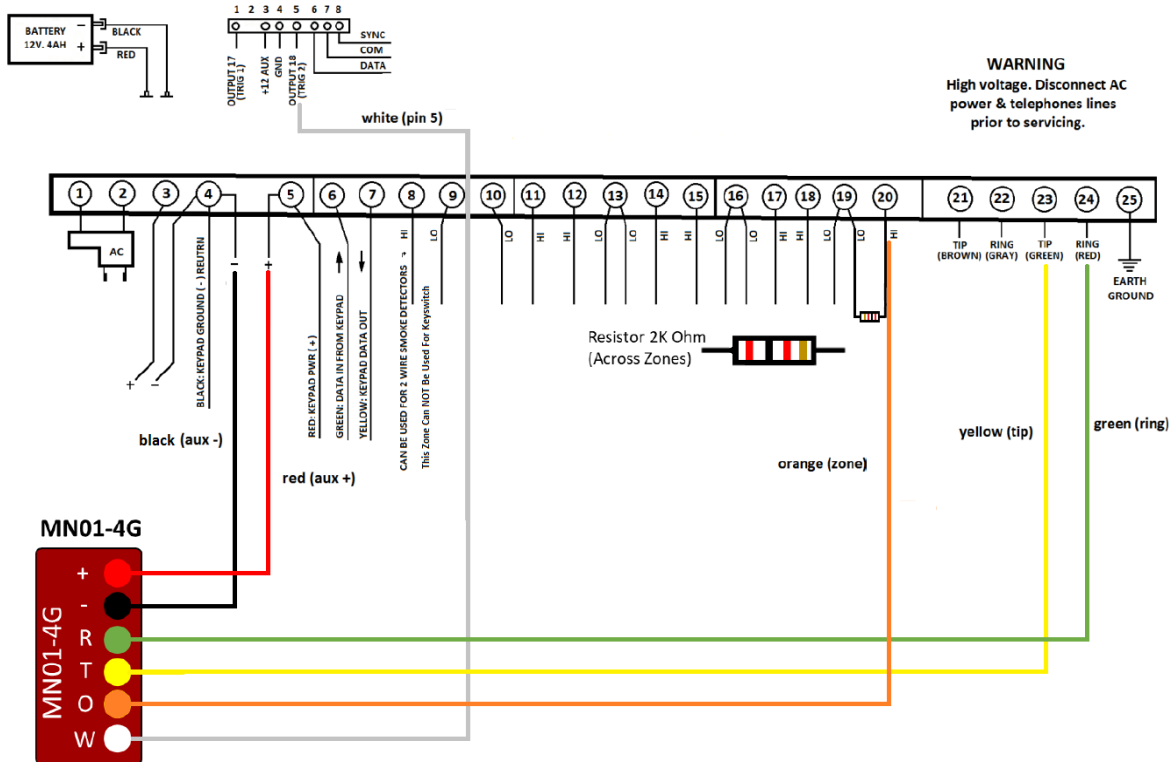 BATTERY
12V. 4AH
−
+
BLACK
RED
1 2 3 4 5 6 7 8
OUTPUT 17
(TRIG 1)
+12 AUX
GND
OUTPUT 18
(TRIG 2)
SYNC
COM
DATA
white (pin 5)
WARNING
High voltage. Disconnect AC
power & telephones lines
prior to servicing.
1 2 3 4 5 6 7 8 9 10 11 12 13 14 15 16 17 18 19 20 21 22 23 24 25
AC
+
−
BLACK: KEYPAD GROUND ( - ) REUTRN
−
+
RED: KEYPAD PWR ( + )
GREEN: DATA IN FROM KEYPAD
YELLOW: KEYPAD DATA OUT
CAN BE USED FOR 2 WIRE SMOKE DETECTORS
This Zone Can NOT Be Used For Keyswitch
HI
LO
LO
HI
HI
LO
LO
HI
HI
LO
LO
HI
HI
LO
LO
HI
TIP
(BROWN)
RING
(GRAY)
TIP
(GREEN)
RING
(RED)
EARTH
GROUND
Resistor 2K Ohm
(Across Zones)
black (aux -)
red (aux +)
orange (zone)
yellow (tip)
green (ring)
MN01-4G
MN01-4G
+
-
R
T
O
W